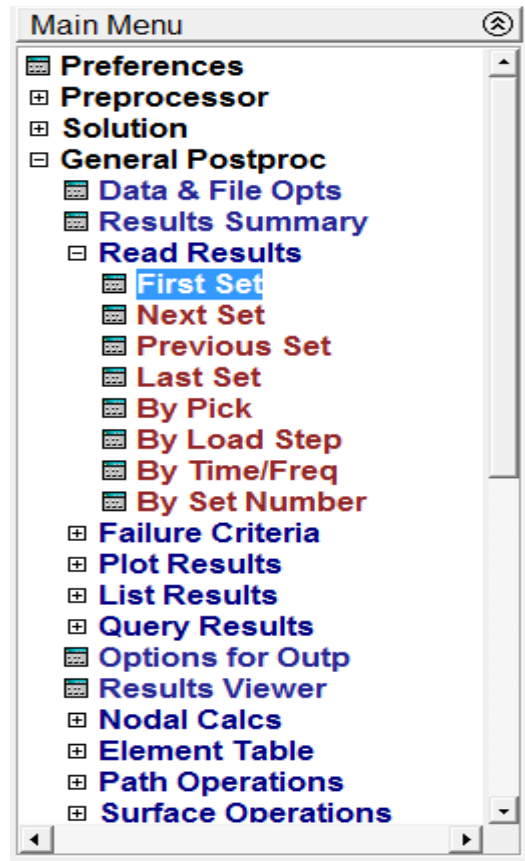 Main Menu
Preferences
Preprocessor
Solution
General Postproc
Data & File Opts
Results Summary
Read Results
First Set
Next Set
Previous Set
Last Set
By Pick
By Load Step
By Time/Freq
By Set Number
Failure Criteria
Plot Results
List Results
Query Results
Options for Outp
Results Viewer
Nodal Calcs
Element Table
Path Operations
Surface Operations